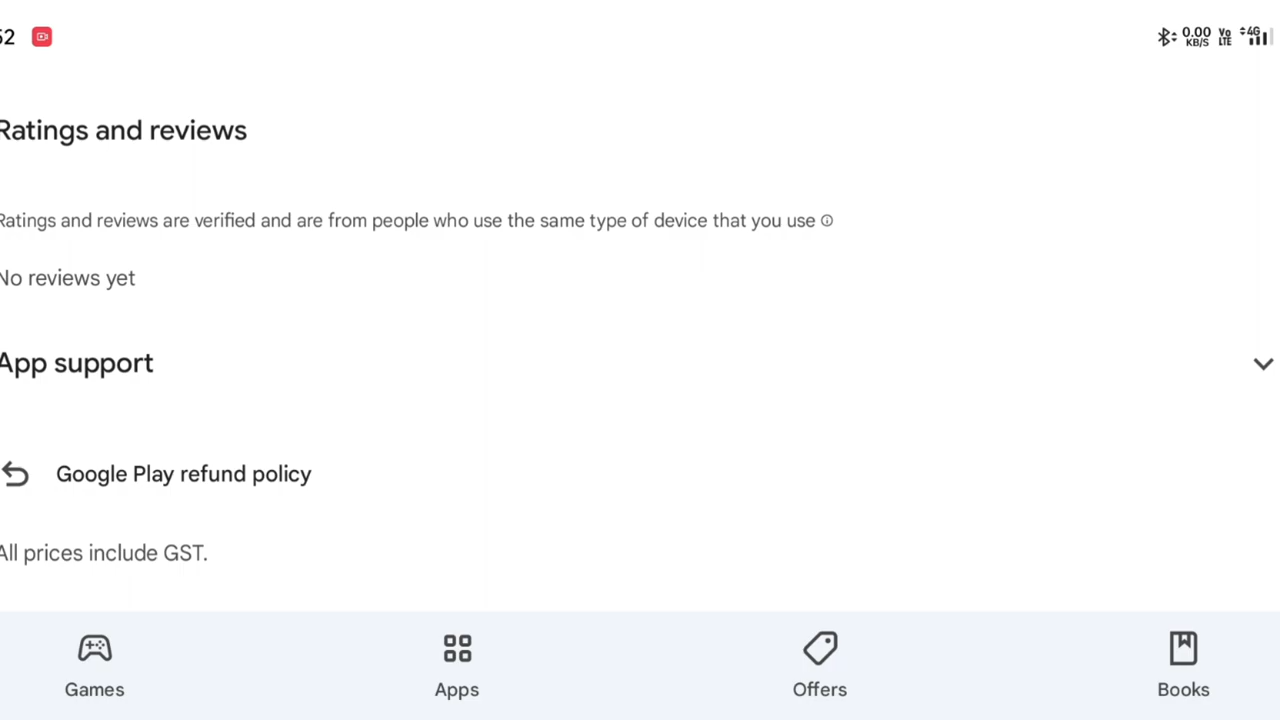 52
0.00 KB/S Vo LTE 4G
Ratings and reviews
Ratings and reviews are verified and are from people who use the same type of device that you use
No reviews yet
App support
Google Play refund policy
All prices include GST.
Games Apps Offers Books